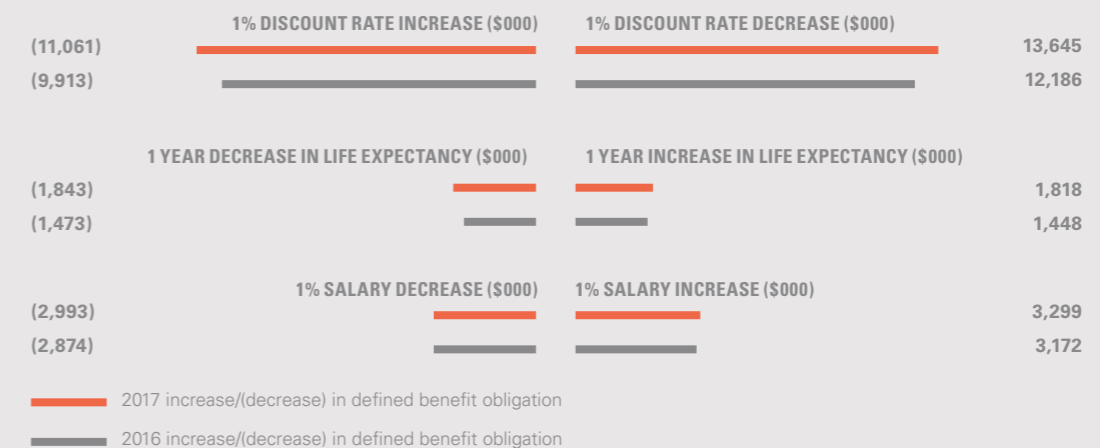 1% DISCOUNT RATE INCREASE ($000) 1% DISCOUNT RATE DECREASE ($000)
(11,061) 13,645
(9,913) 12,186
1 YEAR DECREASE IN LIFE EXPECTANCY ($000) 1 YEAR INCREASE IN LIFE EXPECTANCY ($000)
(1,843) 1,818
(1,473) 1,448
1% SALARY DECREASE ($000) 1% SALARY INCREASE ($000)
(2,993) 3,299
(2,874) 3,172
2017 increase/(decrease) in defined benefit obligation
2016 increase/(decrease) in defined benefit obligation